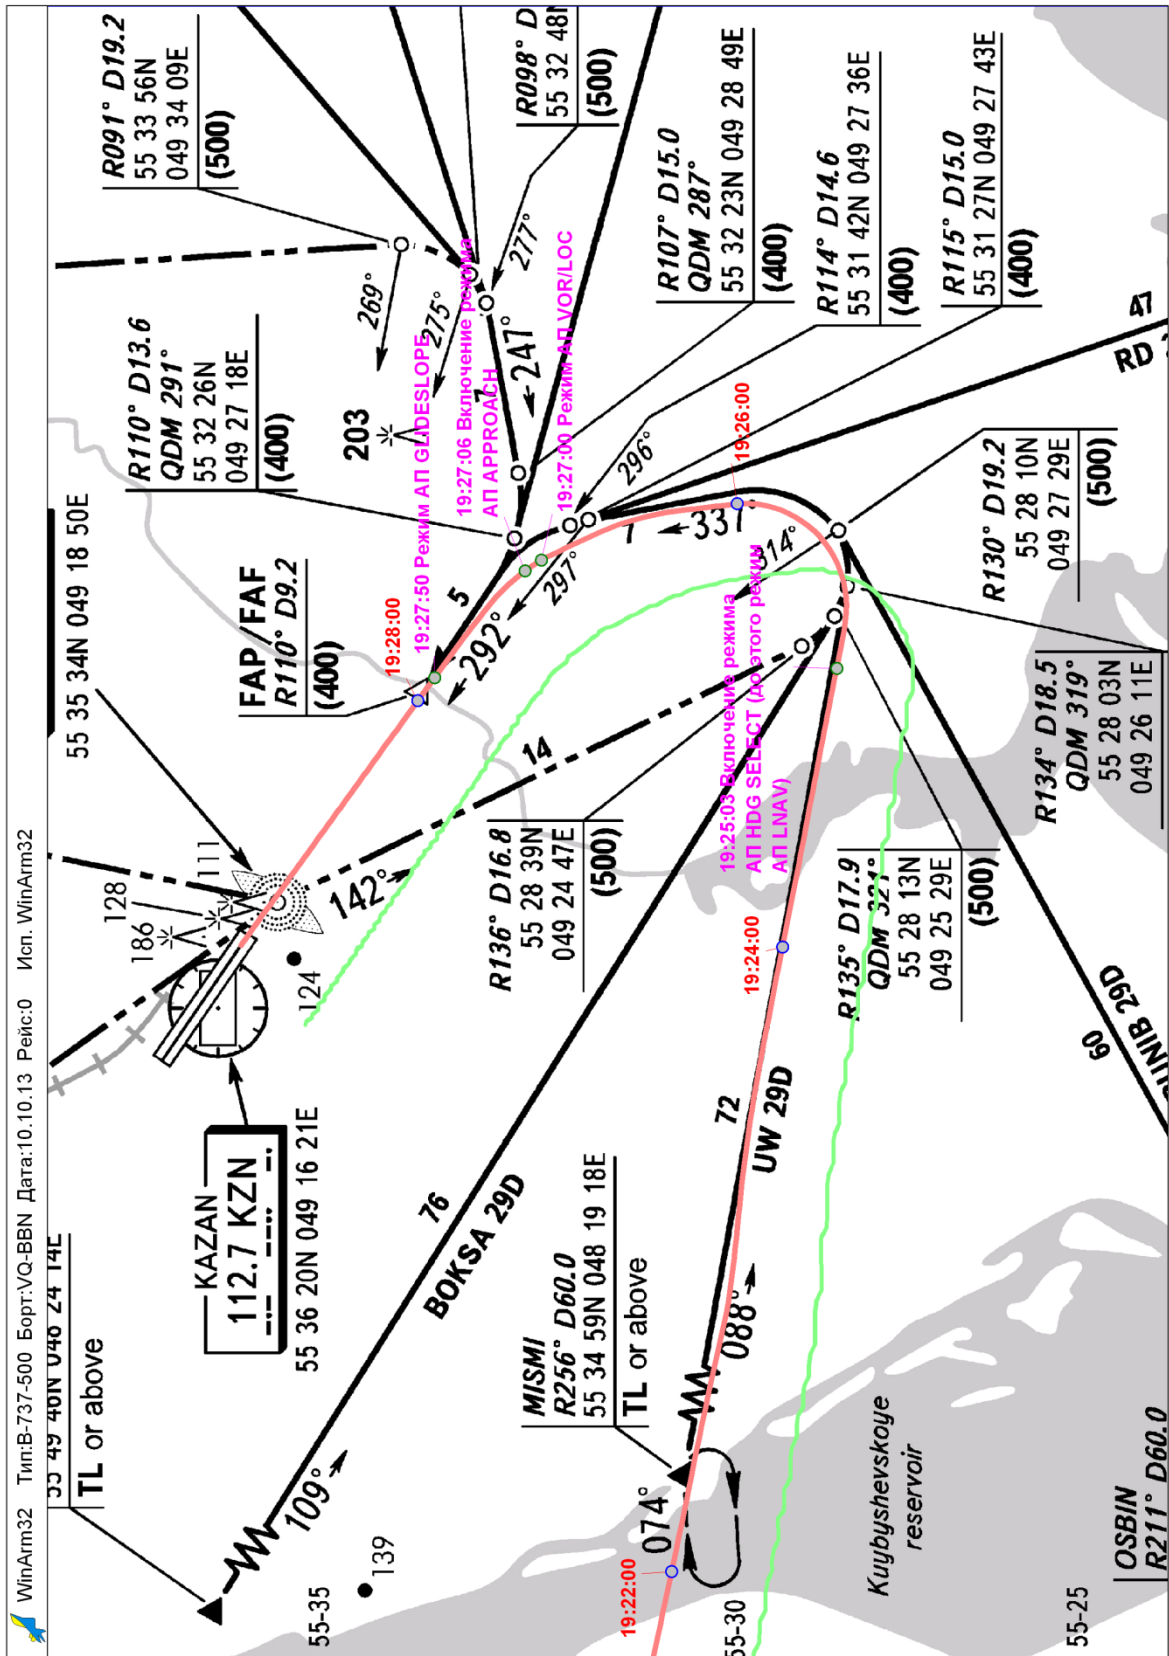 WinArm32 Тип:B-737-500 Борт:VQ-BBN Дата:10.10.13 Рейс:0 Исп. WinArm32
TL or above
109°
139
55-35
BOKSA 29D
76
KAZAN
112.7 KZN
55 36 20N 049 16 21E
186
128
111
124
142°
14
55 35 34N 049 18 50E
FAP/FAF
R110° D9.2
(400)
19:28:00
19:27:50 Режим АП GLIDESLOPE
292°
5
R110° D13.6
QDM 291°
55 32 26N
049 27 18E
(400)
203
R091° D19.2
55 33 56N
049 34 09E
(500)
269°
275°
277°
247°
7
19:27:06 Включение режима
АП APPROACH
19:27:00 Режим АП VOR/LOC
R098° D
55 32 48N
(500)
R107° D15.0
QDM 287°
55 32 23N 049 28 49E
(400)
R114° D14.6
55 31 42N 049 27 36E
(400)
R115° D15.0
55 31 27N 049 27 43E
(400)
47
RD
296°
297°
7
337°
19:26:00
314°
R130° D19.2
55 28 10N
049 27 29E
(500)
R134° D18.5
QDM 319°
55 28 03N
049 26 11E
19:25:03 Включение режима
АП HDG SELECT (до этого режим
АП LNAV)
R136° D16.8
55 28 39N
049 24 47E
(500)
R135° D17.9
QDM 321°
55 28 13N
049 25 29E
(500)
19:24:00
72
UW 29D
60
UNIB 29D
MISMI
R256° D60.0
55 34 59N 048 19 18E
TL or above
088°
074°
19:22:00
55-30
Kuybyshevskoye
reservoir
55-25
OSBIN
R211° D60.0